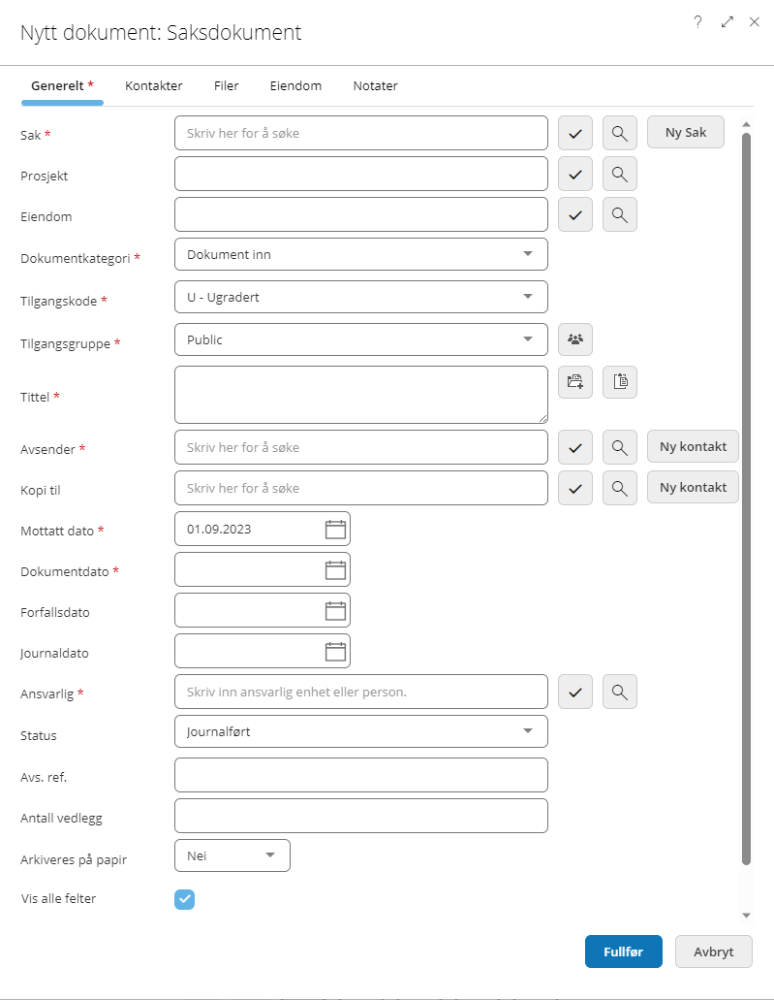 Nytt dokument: Saksdokument
?
Generelt * Kontakter Filer Eiendom Notater
Sak * Skriv her for å søke Ny Sak
Prosjekt
Eiendom
Dokumentkategori * Dokument inn
Tilgangskode * U - Ugradert
Tilgangsgruppe * Public
Tittel *
Avsender * Skriv her for å søke Ny kontakt
Kopi til Skriv her for å søke Ny kontakt
Mottatt dato * 01.09.2023
Dokumentdato *
Forfallsdato
Journaldato
Ansvarlig * Skriv inn ansvarlig enhet eller person.
Status Journalført
Avs. ref.
Antall vedlegg
Arkiveres på papir Nei
Vis alle felter
Fullfør Avbryt